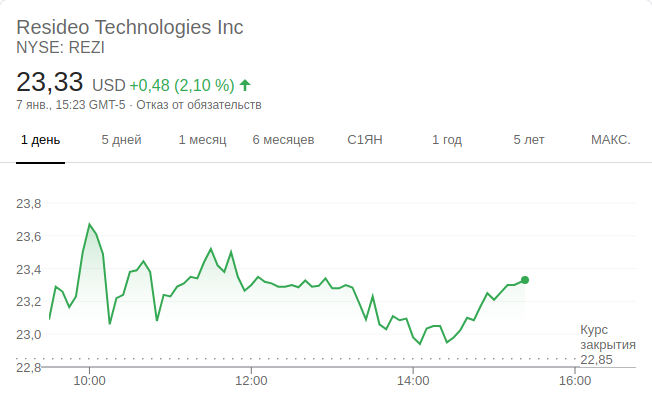 Resideo Technologies Inc
NYSE: REZI
23,33 USD +0,48 (2,10 %)
7 янв., 15:23 GMT-5 · Отказ от обязательств
1 день 5 дней 1 месяц 6 месяцев С1ЯН 1 год 5 лет МАКС.
23,8
23,6
23,4
23,2
23,0
22,8
Курс
закрытия
22,85
10:00 12:00 14:00 16:00